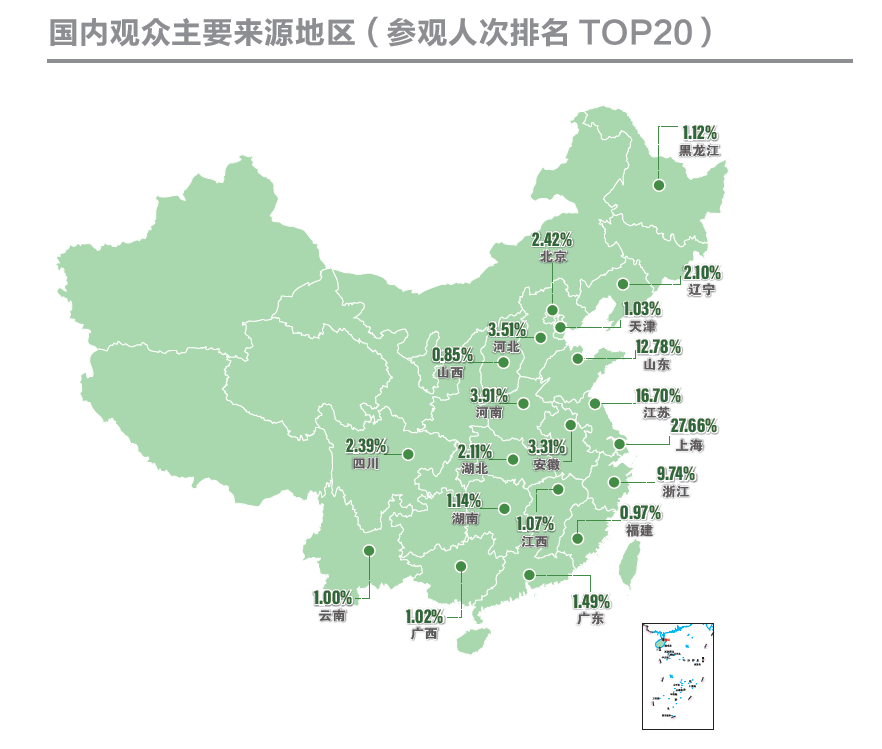 国内观众主要来源地区（参观人次排名 TOP20）
1.12%
黑龙江
2.42%
北京
2.10%
辽宁
1.03%
天津
3.51%
河北
12.78%
山东
0.85%
山西
3.91%
河南
16.70%
江苏
27.66%
上海
2.39%
四川
2.11%
湖北
3.31%
安徽
9.74%
浙江
1.14%
湖南
1.07%
江西
0.97%
福建
1.00%
云南
1.02%
广西
1.49%
广东